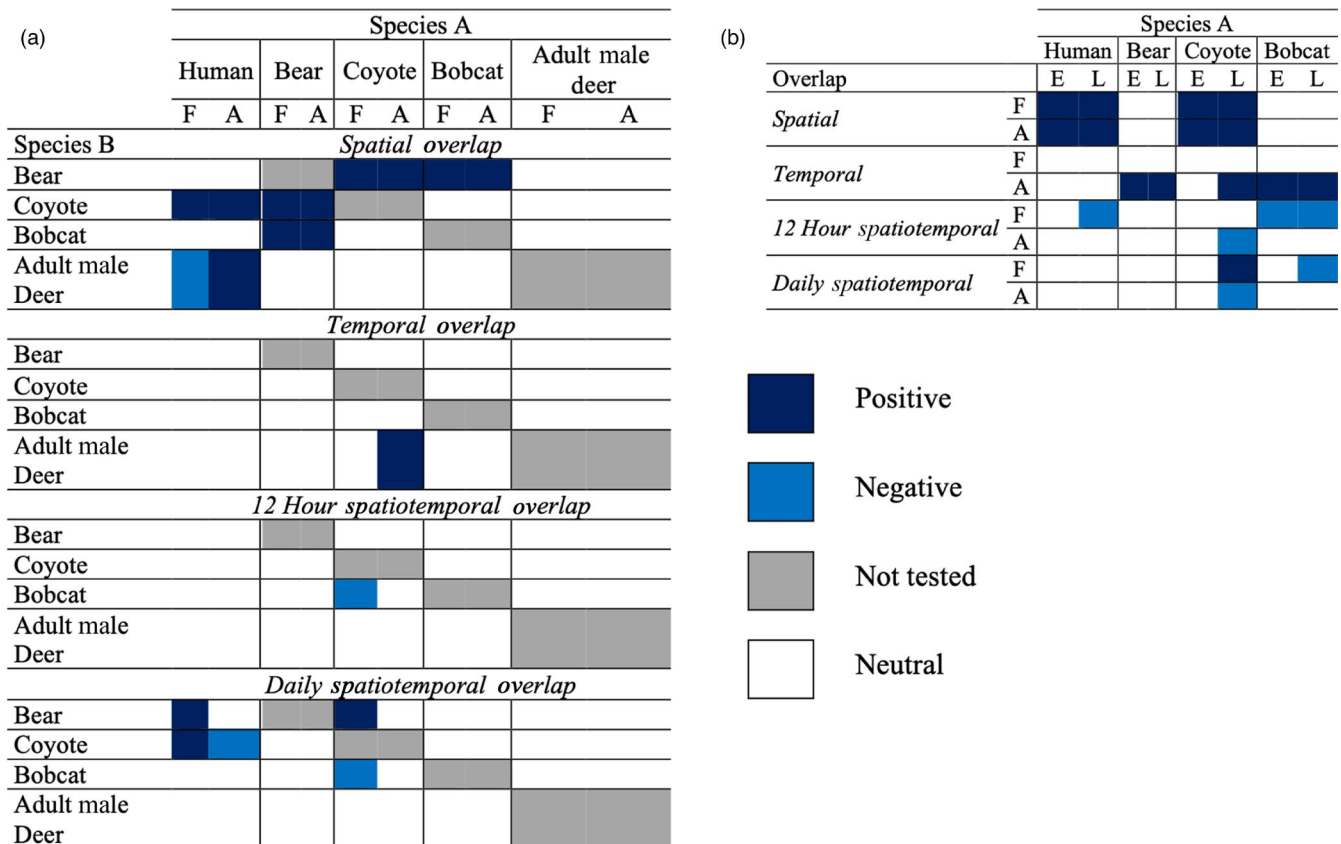 (a)
Species A
Human Bear Coyote Bobcat Adult male
deer
F A F A F A F A F A
Species B Spatial overlap
Bear
Coyote
Bobcat
Adult male
Deer
Temporal overlap
Bear
Coyote
Bobcat
Adult male
Deer
12 Hour spatiotemporal overlap
Bear
Coyote
Bobcat
Adult male
Deer
Daily spatiotemporal overlap
Bear
Coyote
Bobcat
Adult male
Deer
(b)
Species A
Human Bear Coyote Bobcat
Overlap E L E L E L E L
Spatial F
A
Temporal F
A
12 Hour spatiotemporal F
A
Daily spatiotemporal F
A
Positive
Negative
Not tested
Neutral